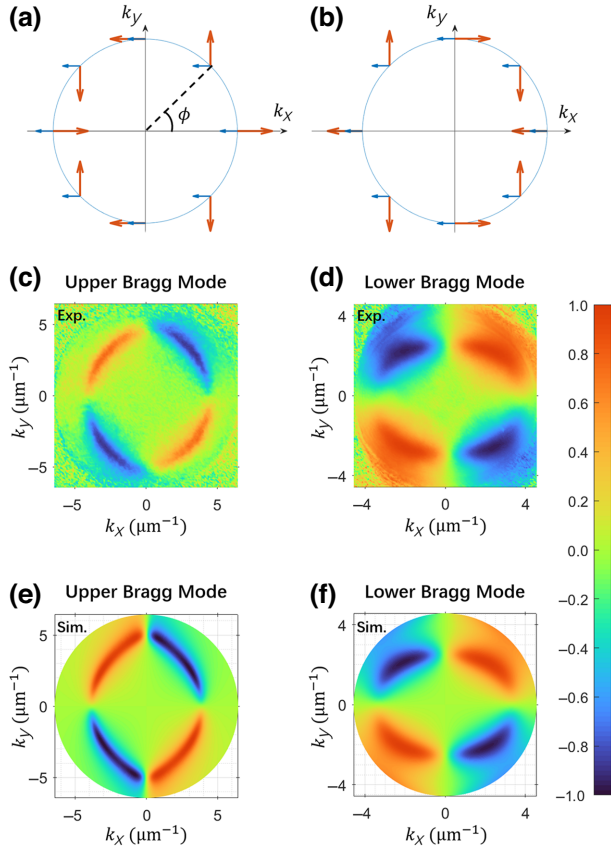 (a)
k_y
ϕ
k_x
(b)
k_y
k_x
(c) Upper Bragg Mode
Exp.
5
0
−5
k_y (μm⁻¹)
−5 0 5
k_x (μm⁻¹)
(d) Lower Bragg Mode
Exp.
4
2
0
−2
−4
k_y (μm⁻¹)
−4 0 4
k_x (μm⁻¹)
1.0
0.8
0.6
0.4
0.2
0.0
−0.2
−0.4
−0.6
−0.8
−1.0
(e) Upper Bragg Mode
Sim.
5
0
−5
k_y (μm⁻¹)
−5 0 5
k_x (μm⁻¹)
(f) Lower Bragg Mode
Sim.
4
2
0
−2
−4
k_y (μm⁻¹)
−4 0 4
k_x (μm⁻¹)